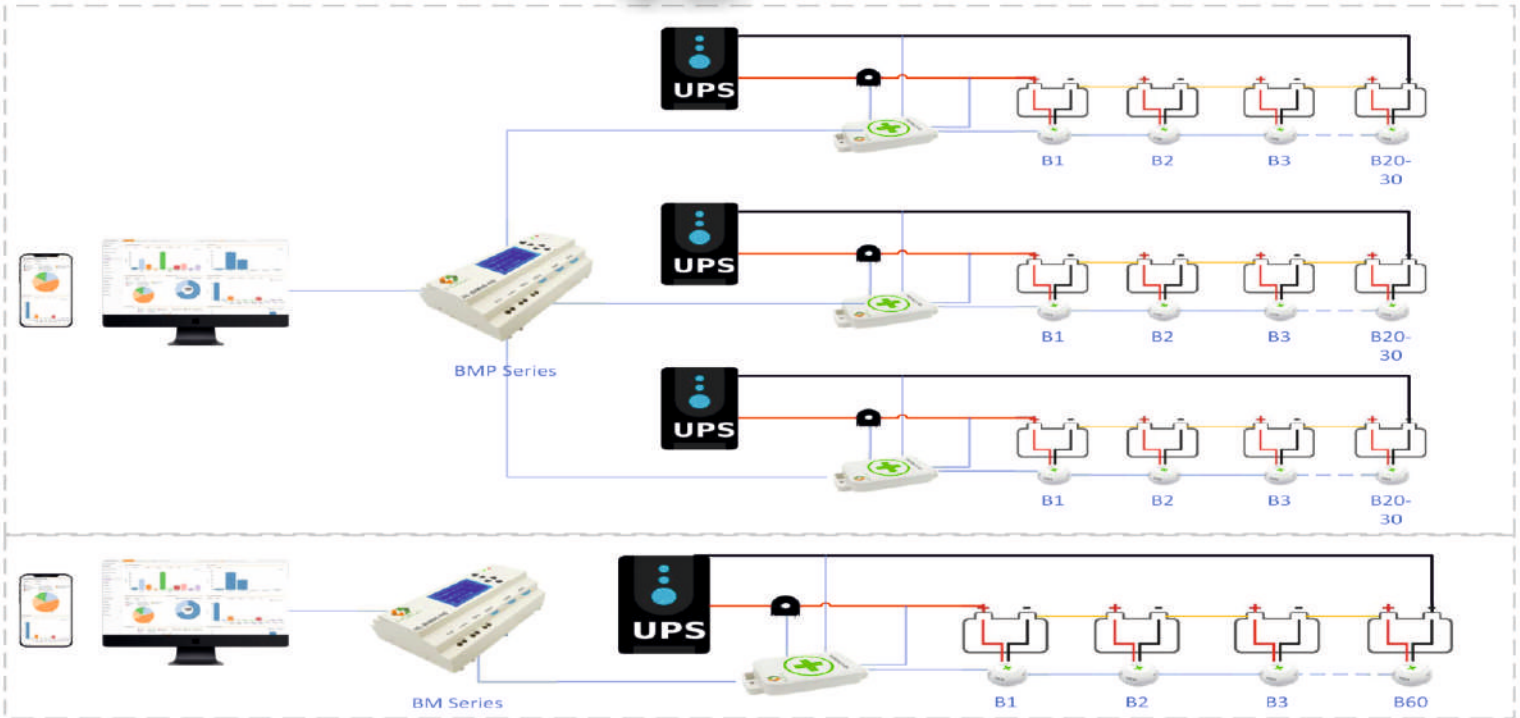 UPS
+ - + - + - + -
B1 B2 B3 B20-
30
UPS
+ - + - + - + -
B1 B2 B3 B20-
30
BMP Series
UPS
+ - + - + - + -
B1 B2 B3 B20-
30
UPS
+ - + - + - + -
BM Series
B1 B2 B3 B60